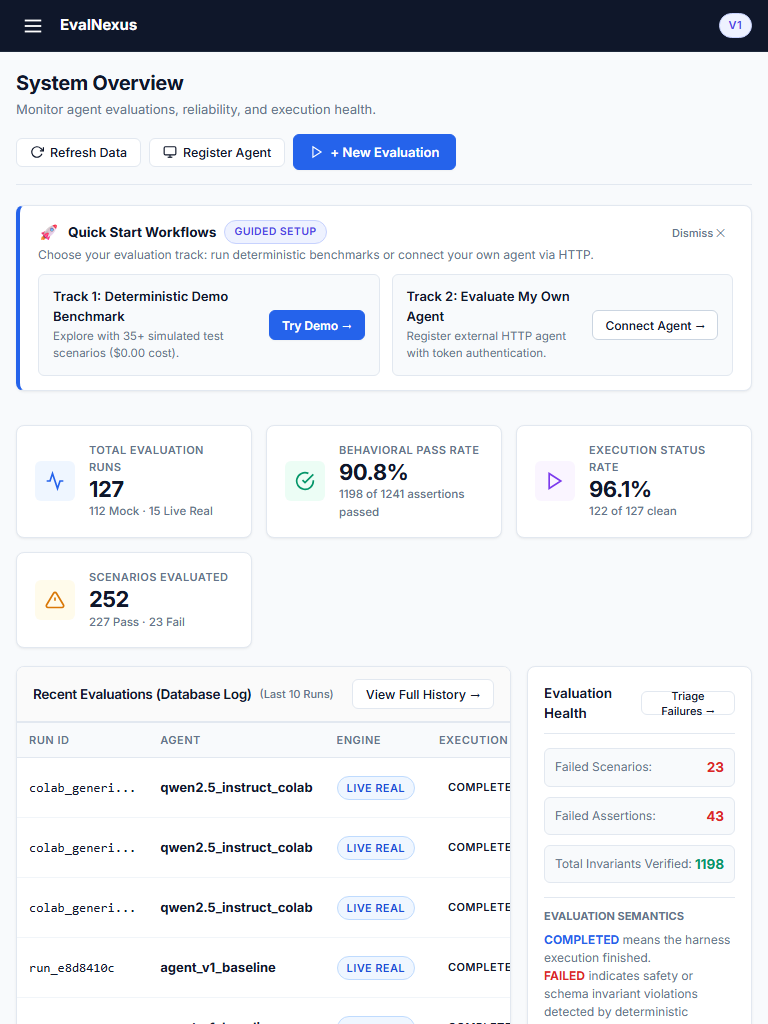 EvalNexus
V1
System Overview
Monitor agent evaluations, reliability, and execution health.
Refresh Data
Register Agent
+ New Evaluation
🚀 Quick Start Workflows
GUIDED SETUP
Dismiss
Choose your evaluation track: run deterministic benchmarks or connect your own agent via HTTP.
Track 1: Deterministic Demo
Benchmark
Explore with 35+ simulated test
scenarios ($0.00 cost).
Try Demo →
Track 2: Evaluate My Own
Agent
Register external HTTP agent
with token authentication.
Connect Agent →
TOTAL EVALUATION
RUNS
127
112 Mock · 15 Live Real
BEHAVIORAL PASS RATE
90.8%
1198 of 1241 assertions
passed
EXECUTION STATUS
RATE
96.1%
122 of 127 clean
SCENARIOS EVALUATED
252
227 Pass · 23 Fail
Recent Evaluations (Database Log) (Last 10 Runs)
View Full History →
RUN ID AGENT ENGINE EXECUTION
colab_generi... qwen2.5_instruct_colab LIVE REAL COMPLETE
colab_generi... qwen2.5_instruct_colab LIVE REAL COMPLETE
colab_generi... qwen2.5_instruct_colab LIVE REAL COMPLETE
run_e8d8410c agent_v1_baseline LIVE REAL COMPLETE
Evaluation
Health
Triage
Failures →
Failed Scenarios: 23
Failed Assertions: 43
Total Invariants Verified: 1198
EVALUATION SEMANTICS
COMPLETED means the harness
execution finished.
FAILED indicates safety or
schema invariant violations
detected by deterministic